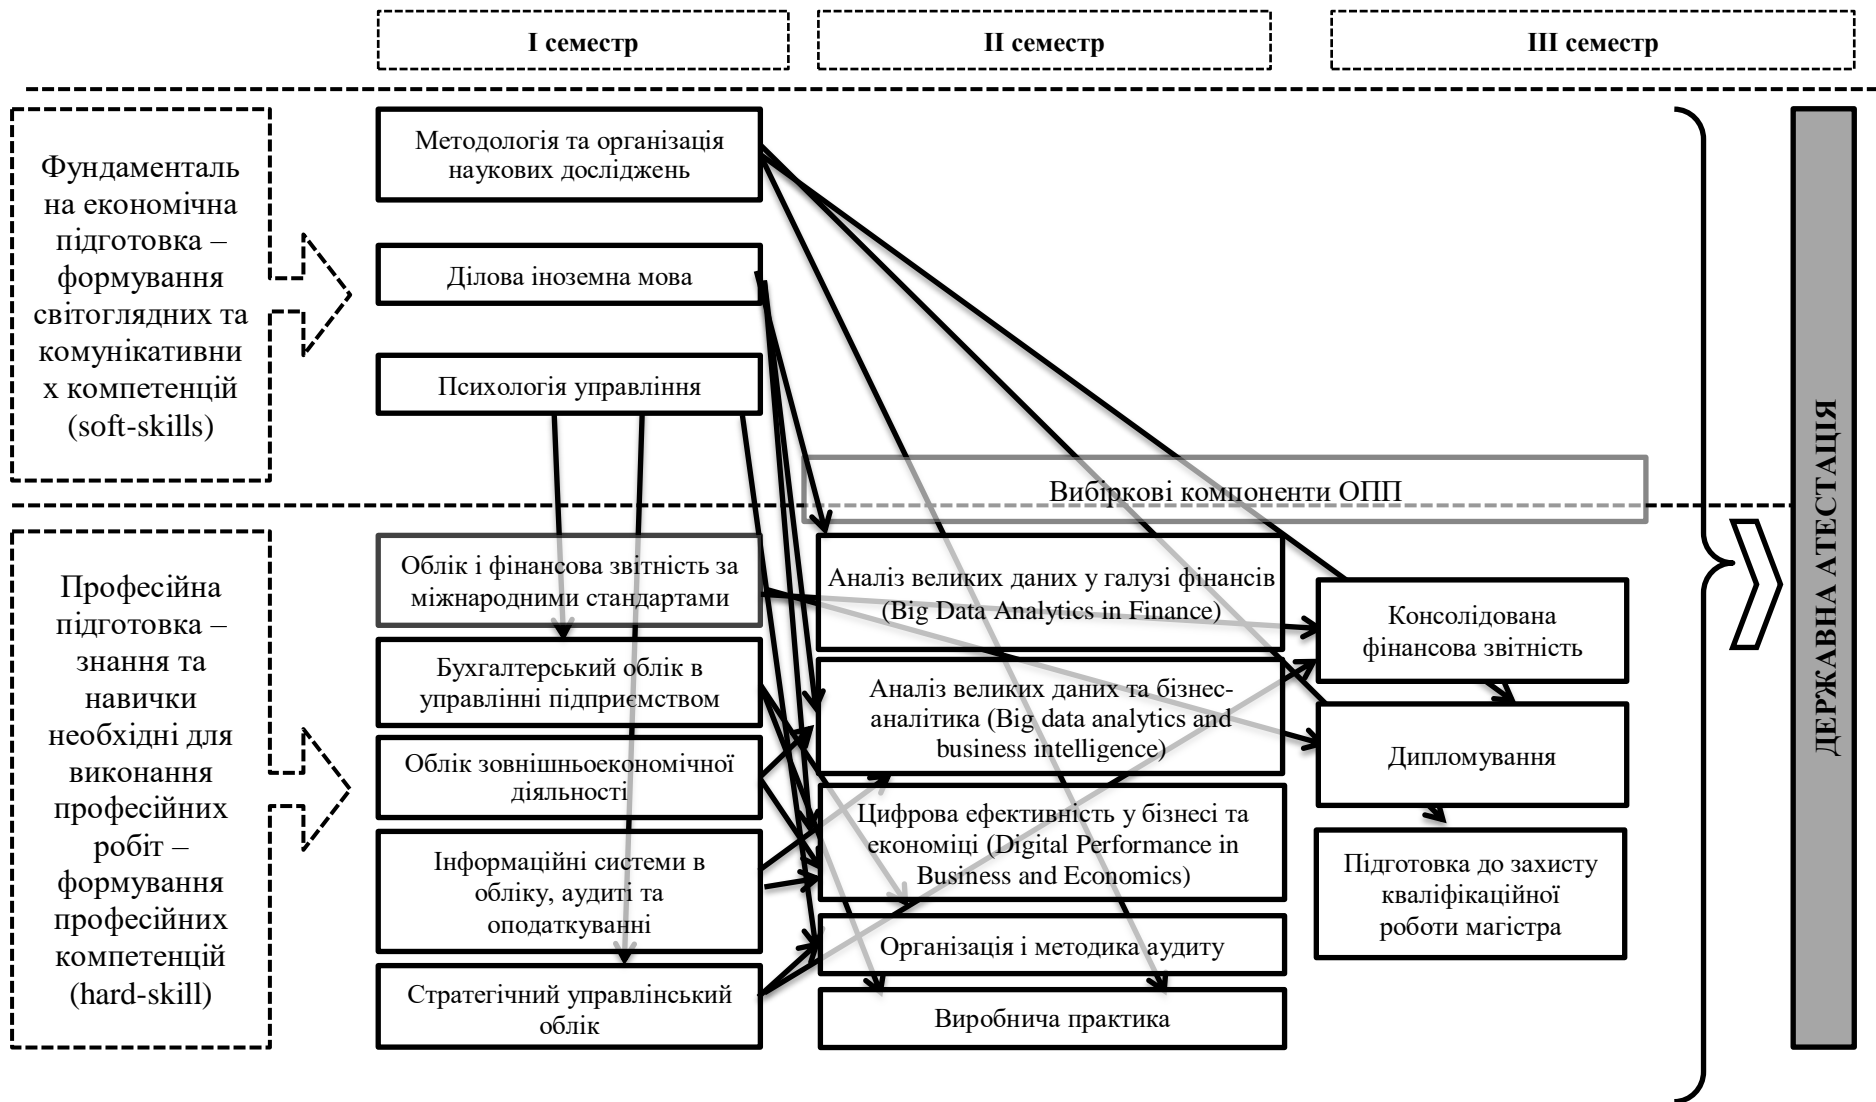 I семестр
II семестр
III семестр
Фундаменталь
на економічна
підготовка –
формування
світоглядних та
комунікативни
х компетенцій
(soft-skills)
Методологія та організація
наукових досліджень
Ділова іноземна мова
Психологія управління
Вибіркові компоненти ОПП
Професійна
підготовка –
знання та
навички
необхідні для
виконання
професійних
робіт –
формування
професійних
компетенцій
(hard-skill)
Облік і фінансова звітність за
міжнародними стандартами
Бухгалтерський облік в
управлінні підприємством
Облік зовнішньоекономічної
діяльності
Інформаційні системи в
обліку, аудиті та
оподаткуванні
Стратегічний управлінський
облік
Аналіз великих даних у галузі фінансів
(Big Data Analytics in Finance)
Аналіз великих даних та бізнес-
аналітика (Big data analytics and
business intelligence)
Цифрова ефективність у бізнесі та
економіці (Digital Performance in
Business and Economics)
Організація і методика аудиту
Виробнича практика
Консолідована
фінансова звітність
Дипломування
Підготовка до захисту
кваліфікаційної
роботи магістра
ДЕРЖАВНА АТЕСТАЦІЯ